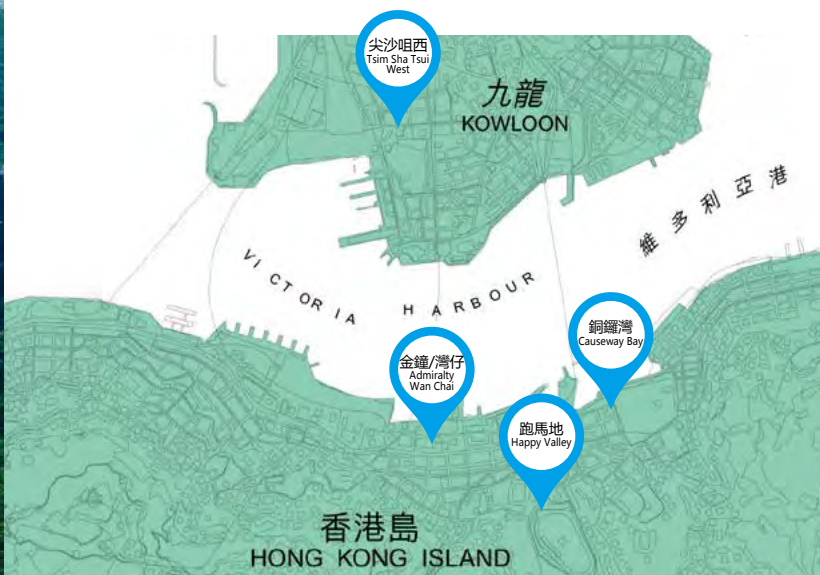 尖沙咀西
Tsim Sha Tsui
West
九龍
KOWLOON
維多利亞港
VICTORIA HARBOUR
銅鑼灣
Causeway Bay
金鐘/灣仔
Admiralty
Wan Chai
跑馬地
Happy Valley
香港島
HONG KONG ISLAND